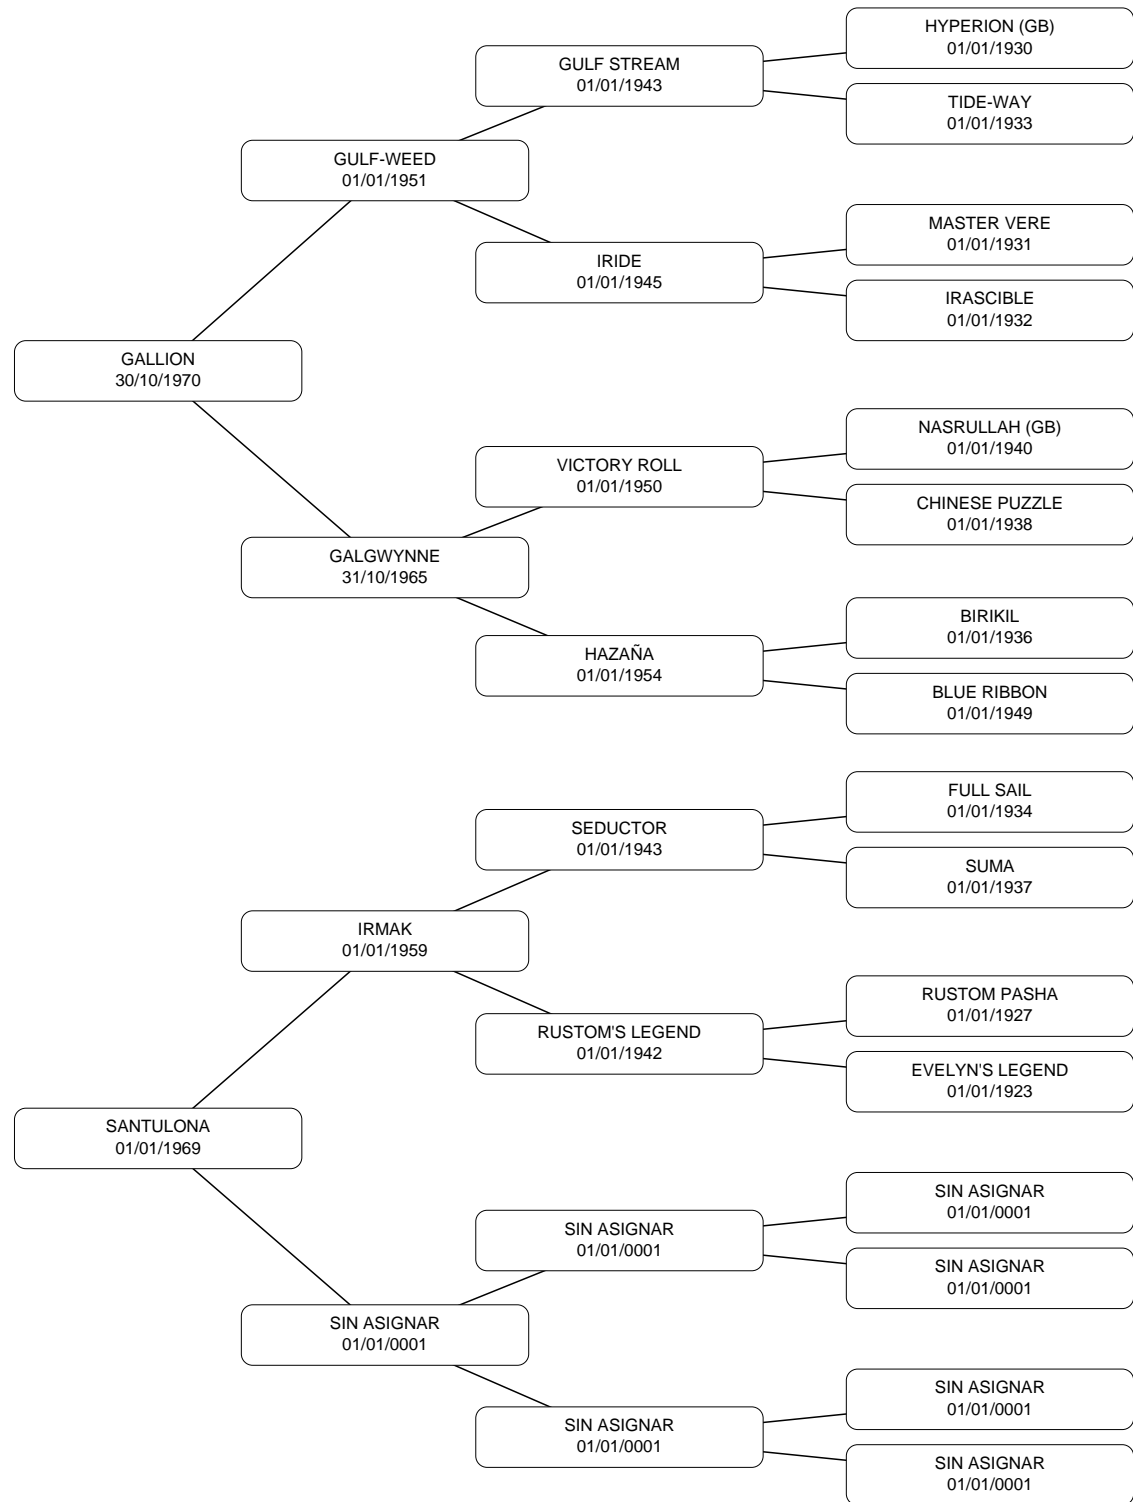 HYPERION (GB)
01/01/1930
GULF STREAM
01/01/1943
TIDE-WAY
01/01/1933
GULF-WEED
01/01/1951
MASTER VERE
01/01/1931
IRIDE
01/01/1945
IRASCIBLE
01/01/1932
GALLION
30/10/1970
NASRULLAH (GB)
01/01/1940
VICTORY ROLL
01/01/1950
CHINESE PUZZLE
01/01/1938
GALGWYNNE
31/10/1965
BIRIKIL
01/01/1936
HAZAÑA
01/01/1954
BLUE RIBBON
01/01/1949
FULL SAIL
01/01/1934
SEDUCTOR
01/01/1943
SUMA
01/01/1937
IRMAK
01/01/1959
RUSTOM PASHA
01/01/1927
RUSTOM'S LEGEND
01/01/1942
EVELYN'S LEGEND
01/01/1923
SANTULONA
01/01/1969
SIN ASIGNAR
01/01/0001
SIN ASIGNAR
01/01/0001
SIN ASIGNAR
01/01/0001
SIN ASIGNAR
01/01/0001
SIN ASIGNAR
01/01/0001
SIN ASIGNAR
01/01/0001
SIN ASIGNAR
01/01/0001